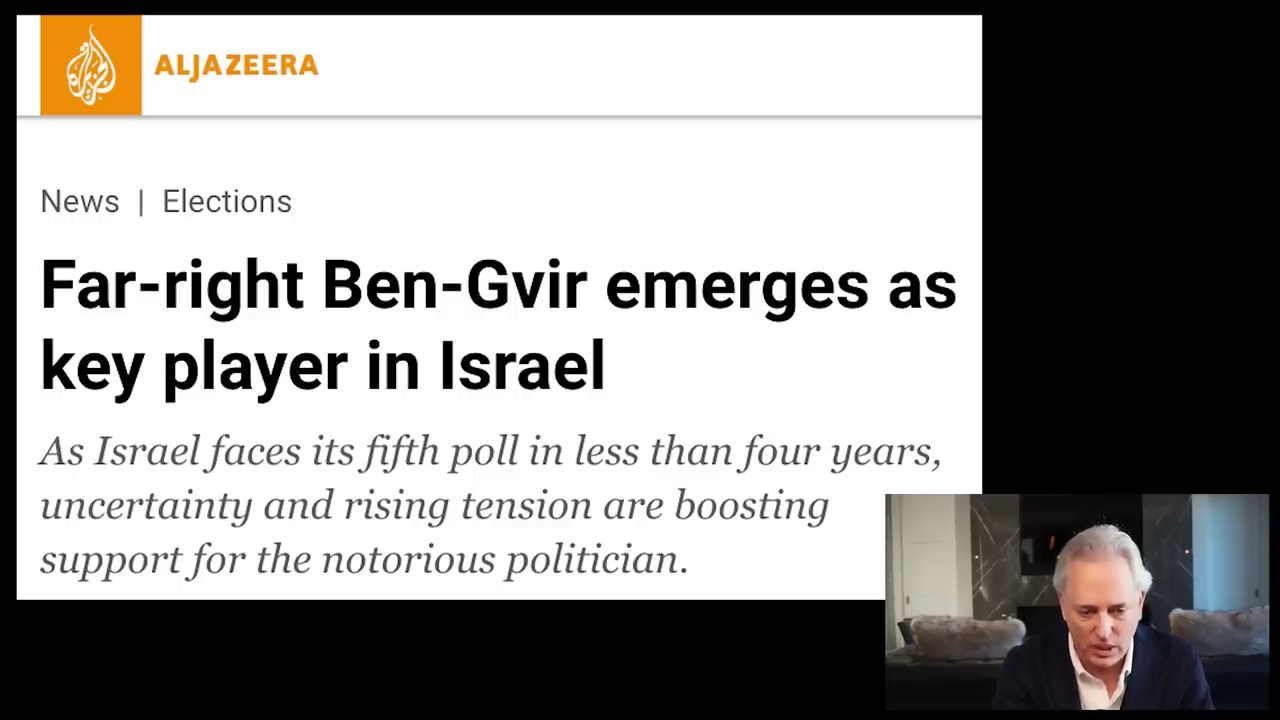 ALJAZEERA
News | Elections
Far-right Ben-Gvir emerges as
key player in Israel
As Israel faces its fifth poll in less than four years,
uncertainty and rising tension are boosting
support for the notorious politician.